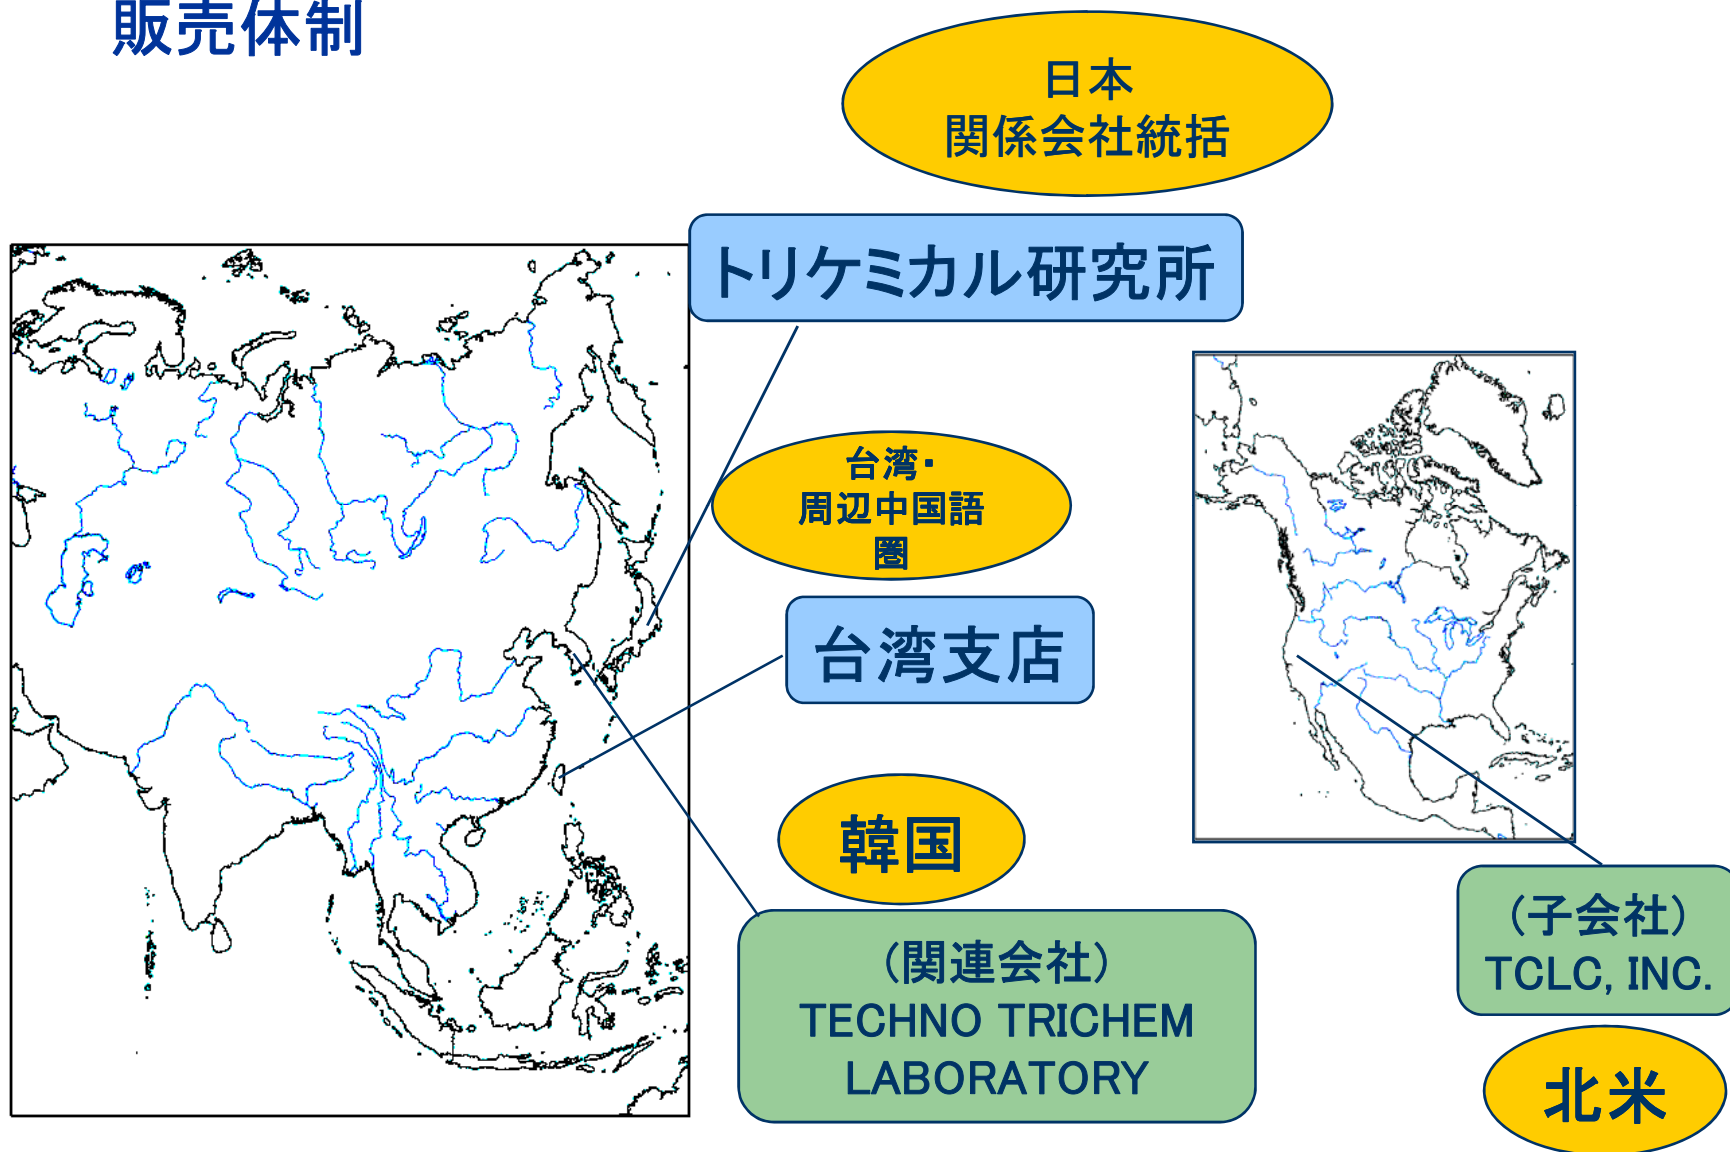 販売体制
日本
関係会社統括
トリケミカル研究所
台湾・
周辺中国語
圏
台湾支店
韓国
(関連会社)
TECHNO TRICHEM
LABORATORY
(子会社)
TCLC, INC.
北米